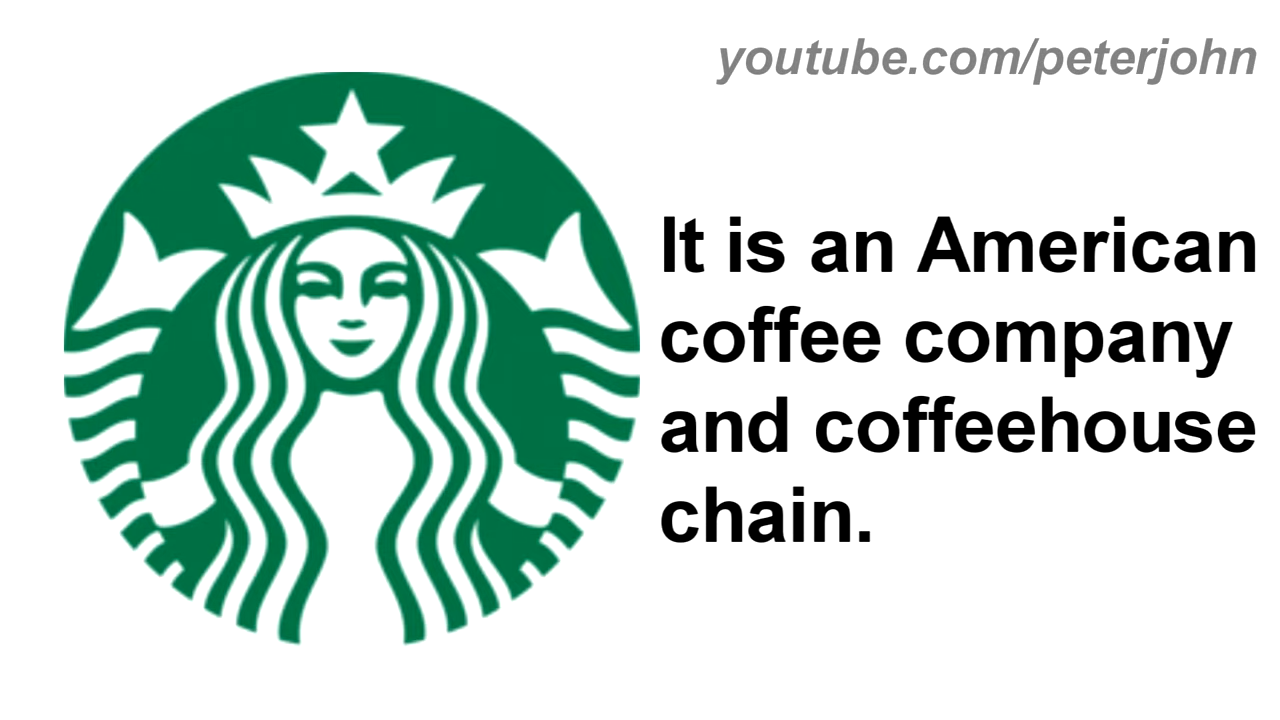 youtube.com/peterjohn
It is an American
coffee company
and coffeehouse
chain.